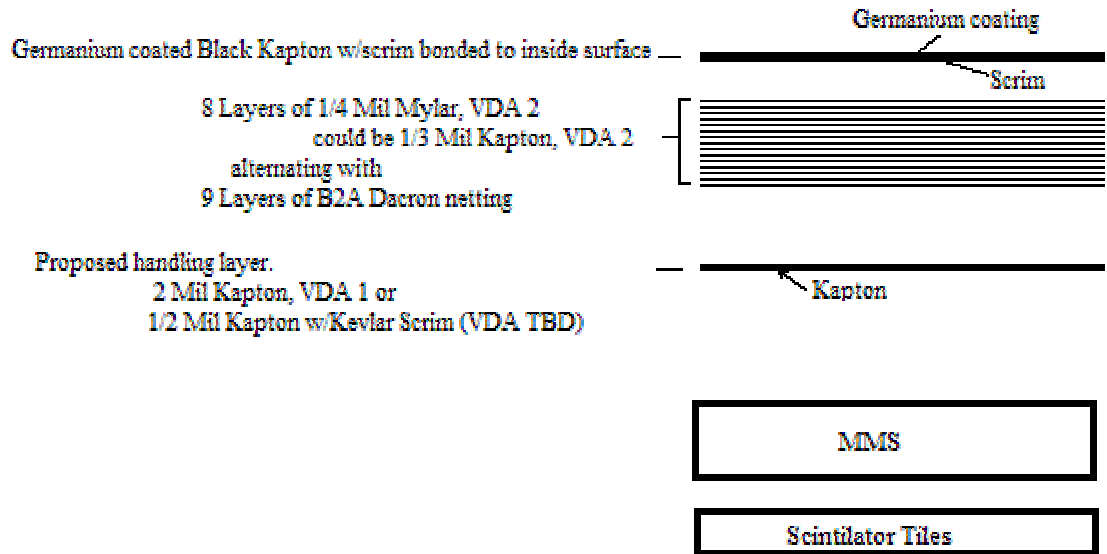 Germanium coating
Germanium coated Black Kapton w/scrim bonded to inside surface
Scrim
8 Layers of 1/4 Mil Mylar, VDA 2
could be 1/3 Mil Kapton, VDA 2
alternating with
9 Layers of B2A Dacron netting
Proposed handling layer.
2 Mil Kapton, VDA 1 or
1/2 Mil Kapton w/Kevlar Scrim (VDA TBD)
Kapton
MMS
Scintilator Tiles